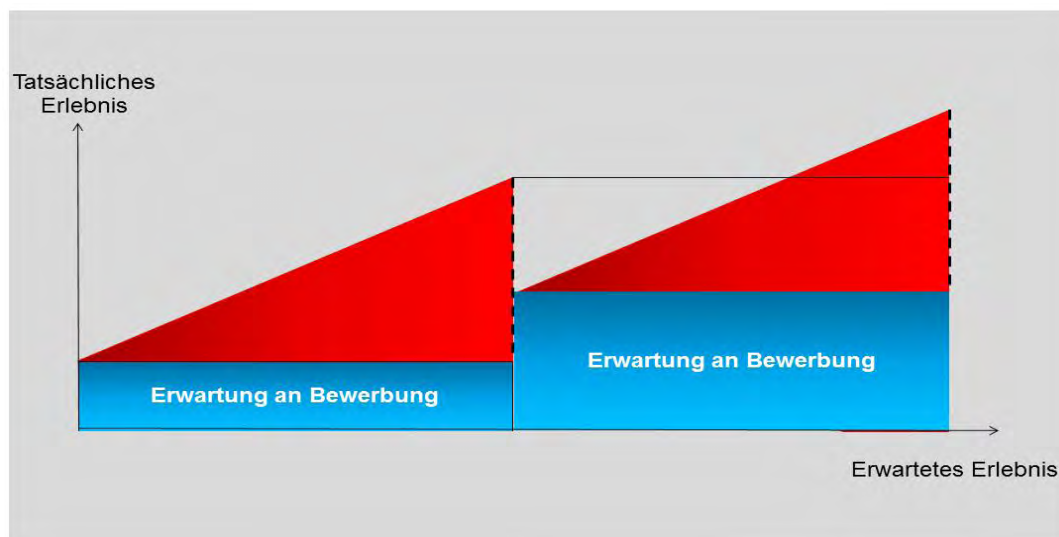 Tatsächliches
Erlebnis
Erwartung an Bewerbung
Erwartung an Bewerbung
Erwartetes Erlebnis